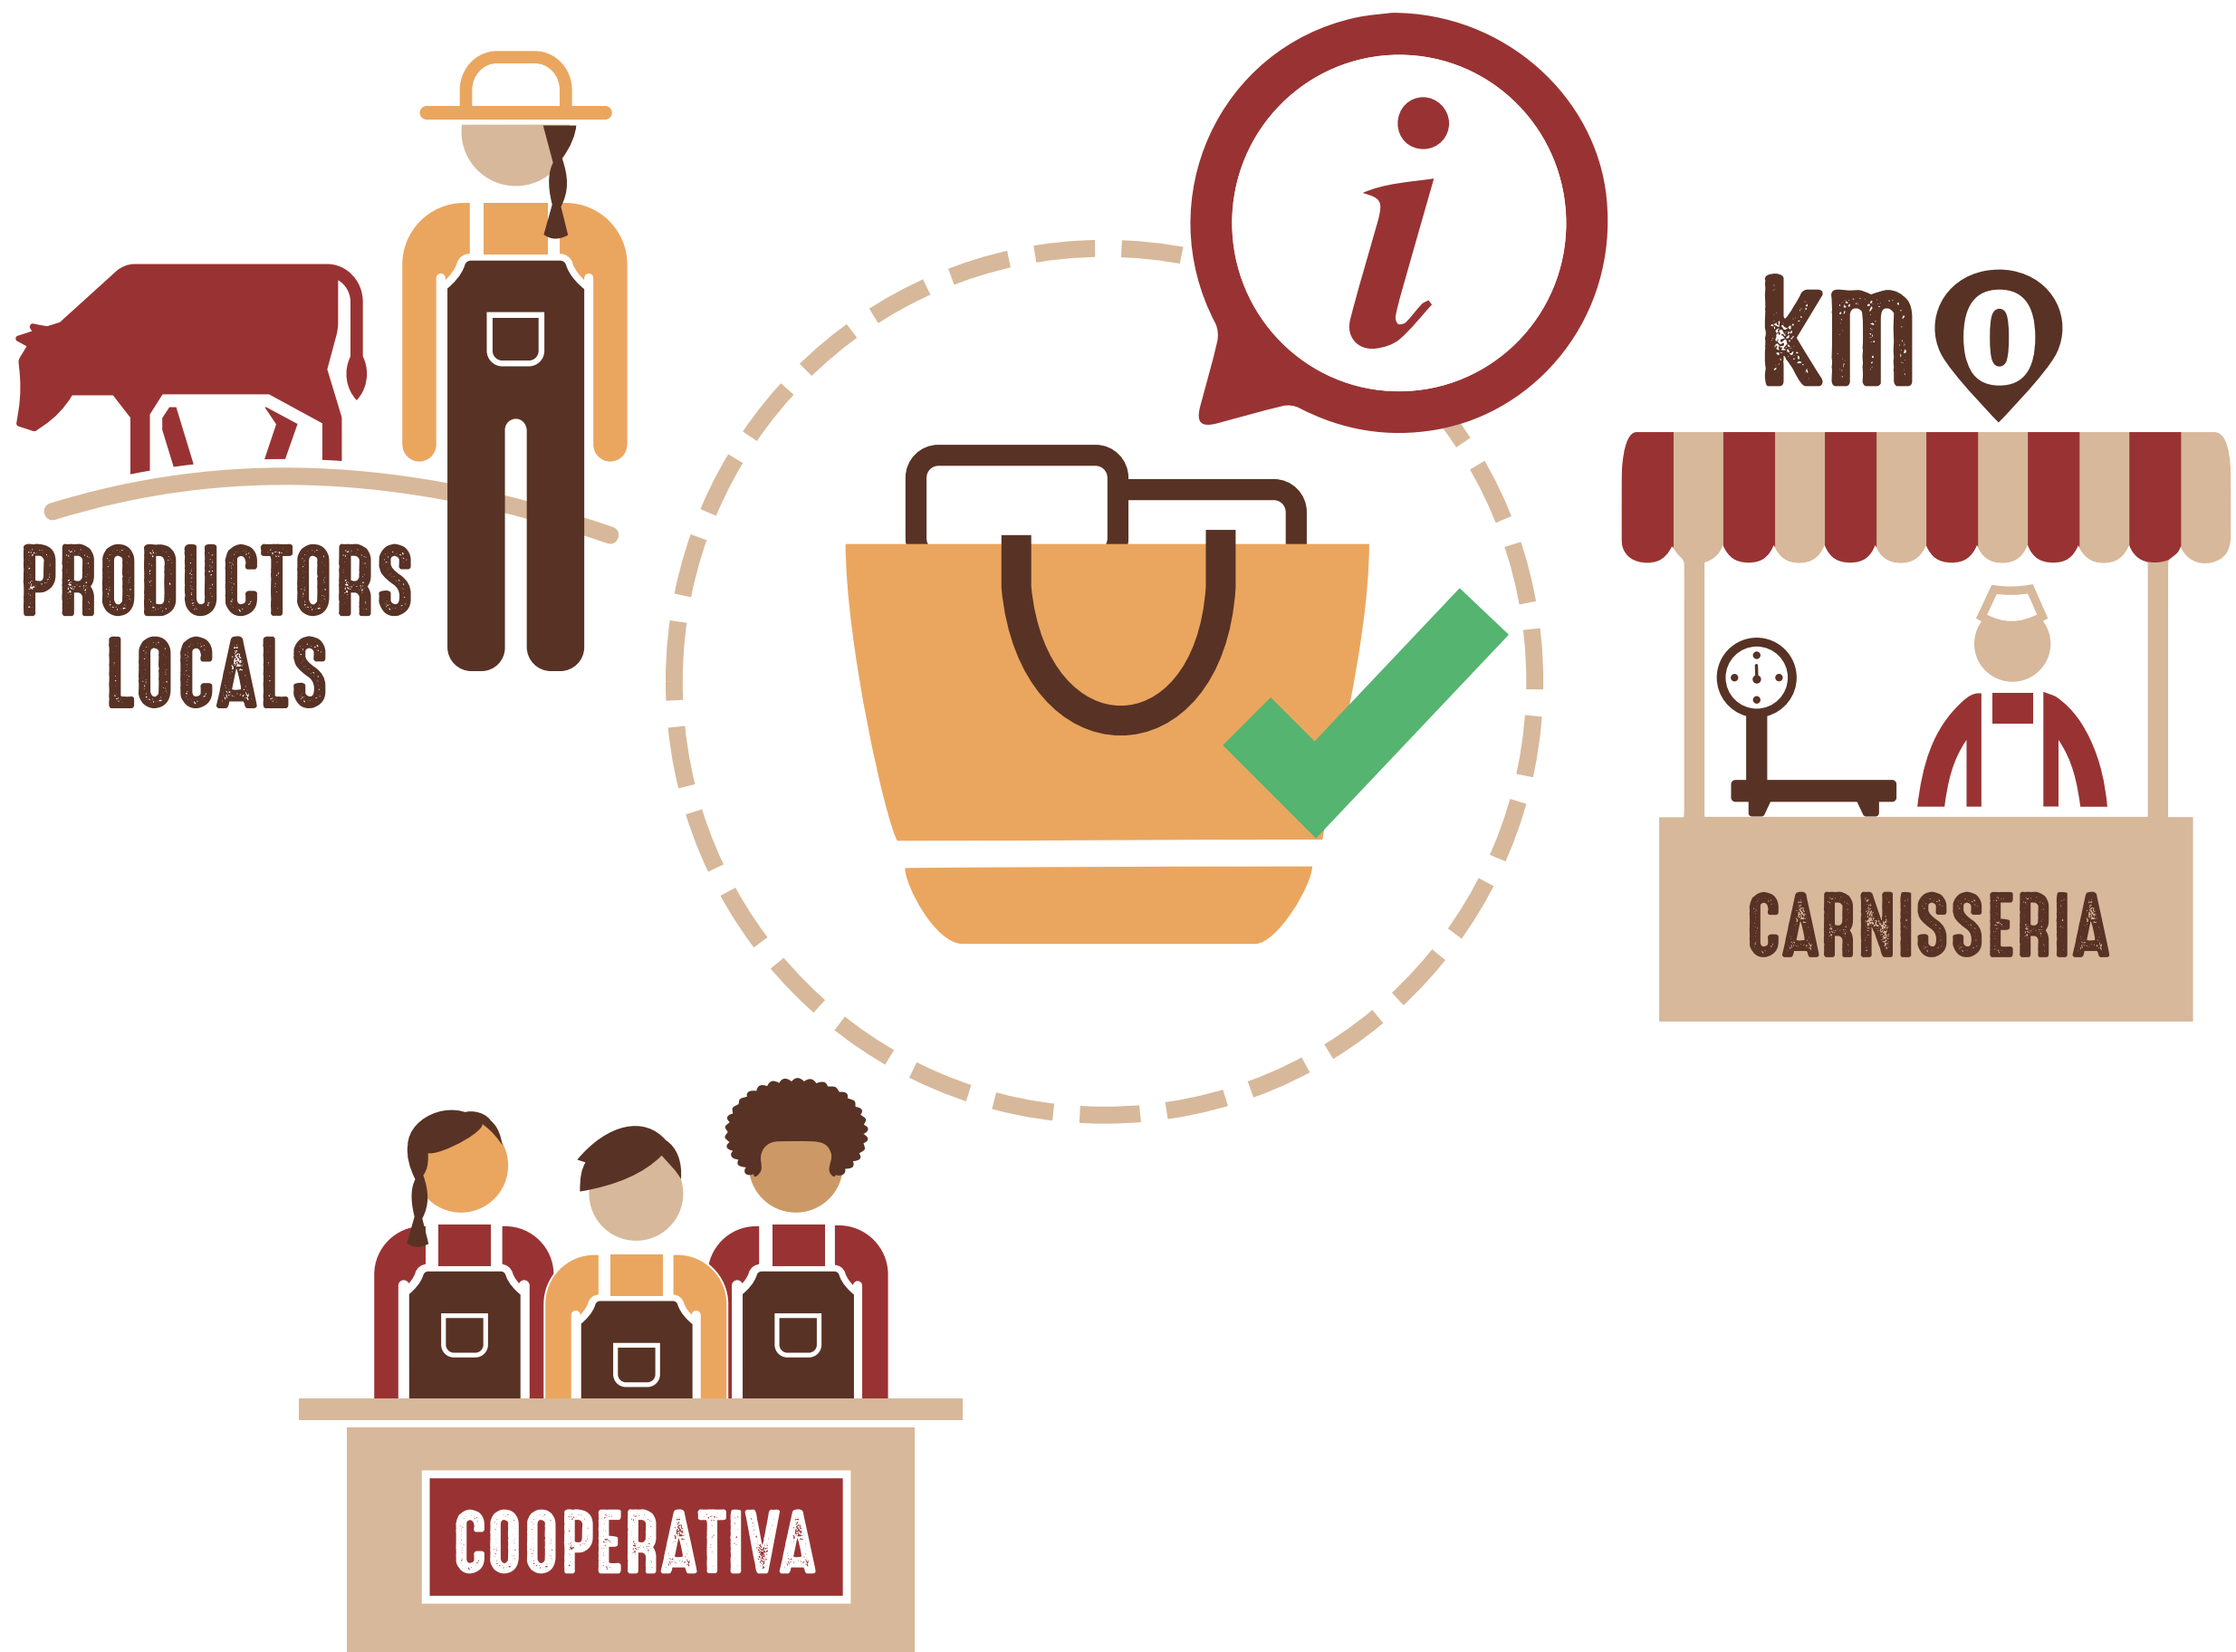 i
km 0
PRODUCTORS
LOCALS
CARNISSERIA
COOPERATIVA